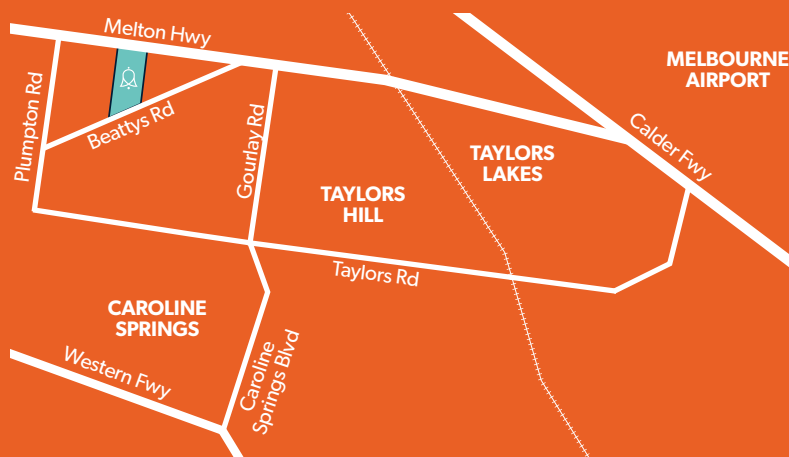 Melton Hwy
MELBOURNE
AIRPORT
Plumpton Rd
Beattys Rd
Gourlay Rd
Calder Fwy
TAYLORS
LAKES
TAYLORS
HILL
Taylors Rd
CAROLINE
SPRINGS
Western Fwy
Caroline
Springs Blvd